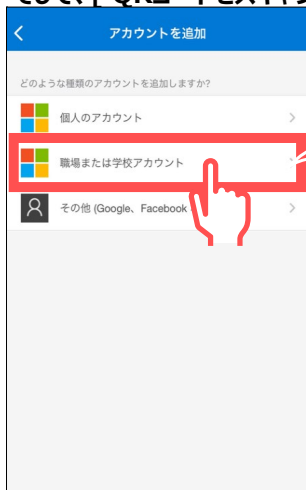 アカウントを追加
どのような種類のアカウントを追加しますか?
個人のアカウント
職場または学校アカウント
その他 (Google、Facebook